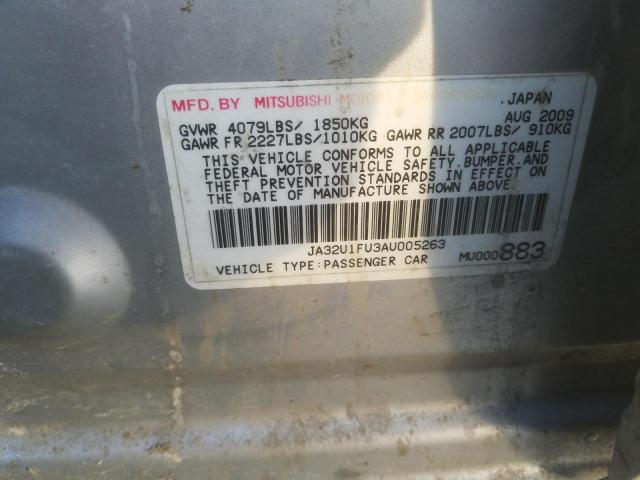 MFD. BY MITSUBISHI MOTORS CORPORATION , JAPAN
AUG 2009
GVWR 4079LBS/ 1850KG
GAWR FR 2227LBS/1010KG GAWR RR 2007LBS/ 910KG
THIS VEHICLE CONFORMS TO ALL APPLICABLE
FEDERAL MOTOR VEHICLE SAFETY,BUMPER,AND
THEFT PREVENTION STANDARDS IN EFFECT ON
THE DATE OF MANUFACTURE SHOWN ABOVE.
JA32U1FU3AU005263
VEHICLE TYPE:PASSENGER CAR MU000883